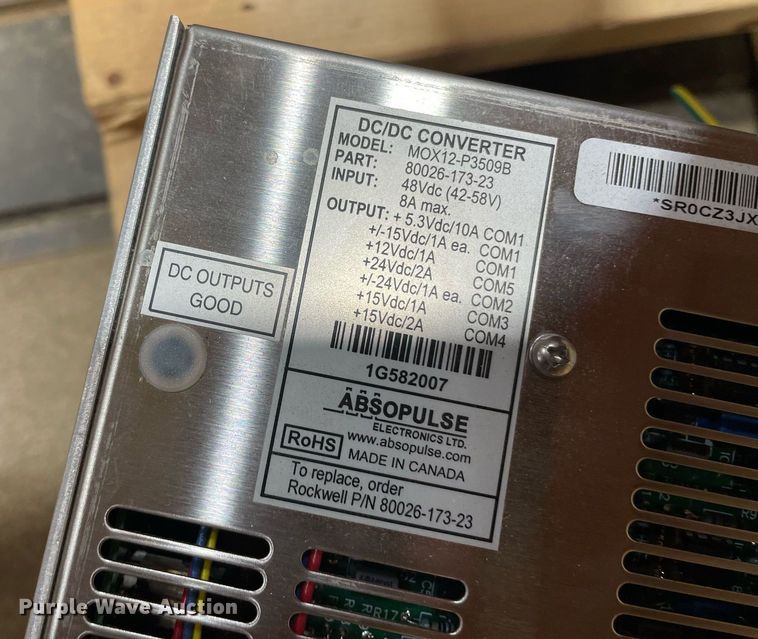 DC/DC CONVERTER
MODEL: MOX12-P3509B
PART: 80026-173-23
INPUT: 48Vdc (42-58V)
8A max.
OUTPUT: + 5.3Vdc/10A COM1
+/-15Vdc/1A ea. COM1
+12Vdc/1A COM1
+24Vdc/2A COM5
+/-24Vdc/1A ea. COM2
+15Vdc/1A COM3
+15Vdc/2A COM4
1G582007
ABSOPULSE
ELECTRONICS LTD.
www.absopulse.com
RoHS MADE IN CANADA
To replace, order
Rockwell P/N 80026-173-23
DC OUTPUTS
GOOD
*SR0CZ3JX
R17
Purple Wave Auction